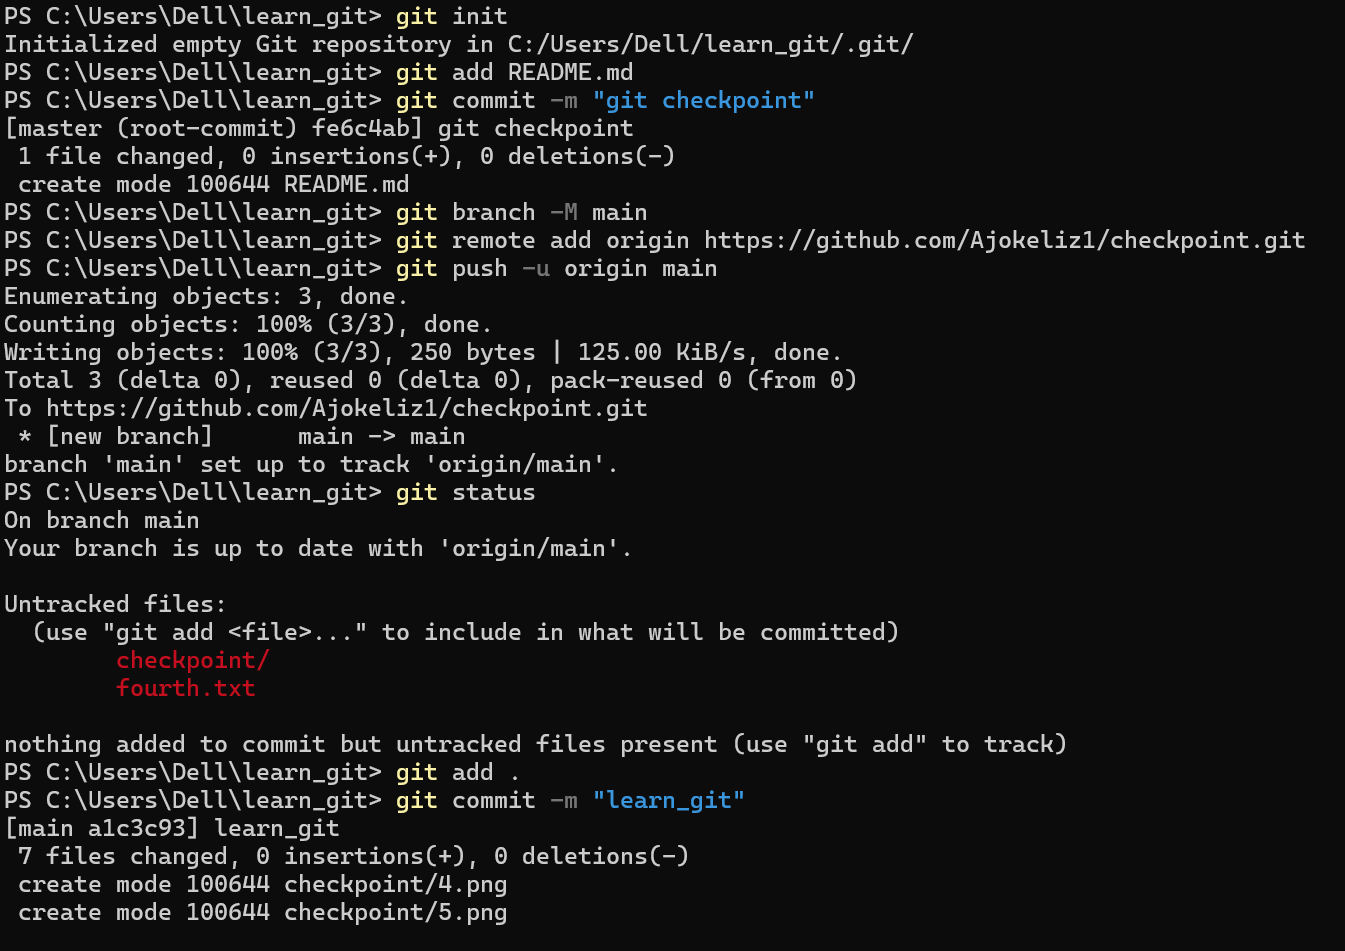 PS C:\Users\Dell\learn_git> git init
Initialized empty Git repository in C:/Users/Dell/learn_git/.git/
PS C:\Users\Dell\learn_git> git add README.md
PS C:\Users\Dell\learn_git> git commit -m "git checkpoint"
[master (root-commit) fe6c4ab] git checkpoint
 1 file changed, 0 insertions(+), 0 deletions(-)
 create mode 100644 README.md
PS C:\Users\Dell\learn_git> git branch -M main
PS C:\Users\Dell\learn_git> git remote add origin https://github.com/Ajokeliz1/checkpoint.git
PS C:\Users\Dell\learn_git> git push -u origin main
Enumerating objects: 3, done.
Counting objects: 100% (3/3), done.
Writing objects: 100% (3/3), 250 bytes | 125.00 KiB/s, done.
Total 3 (delta 0), reused 0 (delta 0), pack-reused 0 (from 0)
To https://github.com/Ajokeliz1/checkpoint.git
 * [new branch]      main -> main
branch 'main' set up to track 'origin/main'.
PS C:\Users\Dell\learn_git> git status
On branch main
Your branch is up to date with 'origin/main'.

Untracked files:
  (use "git add <file>..." to include in what will be committed)
        checkpoint/
        fourth.txt

nothing added to commit but untracked files present (use "git add" to track)
PS C:\Users\Dell\learn_git> git add .
PS C:\Users\Dell\learn_git> git commit -m "learn_git"
[main a1c3c93] learn_git
 7 files changed, 0 insertions(+), 0 deletions(-)
 create mode 100644 checkpoint/4.png
 create mode 100644 checkpoint/5.png